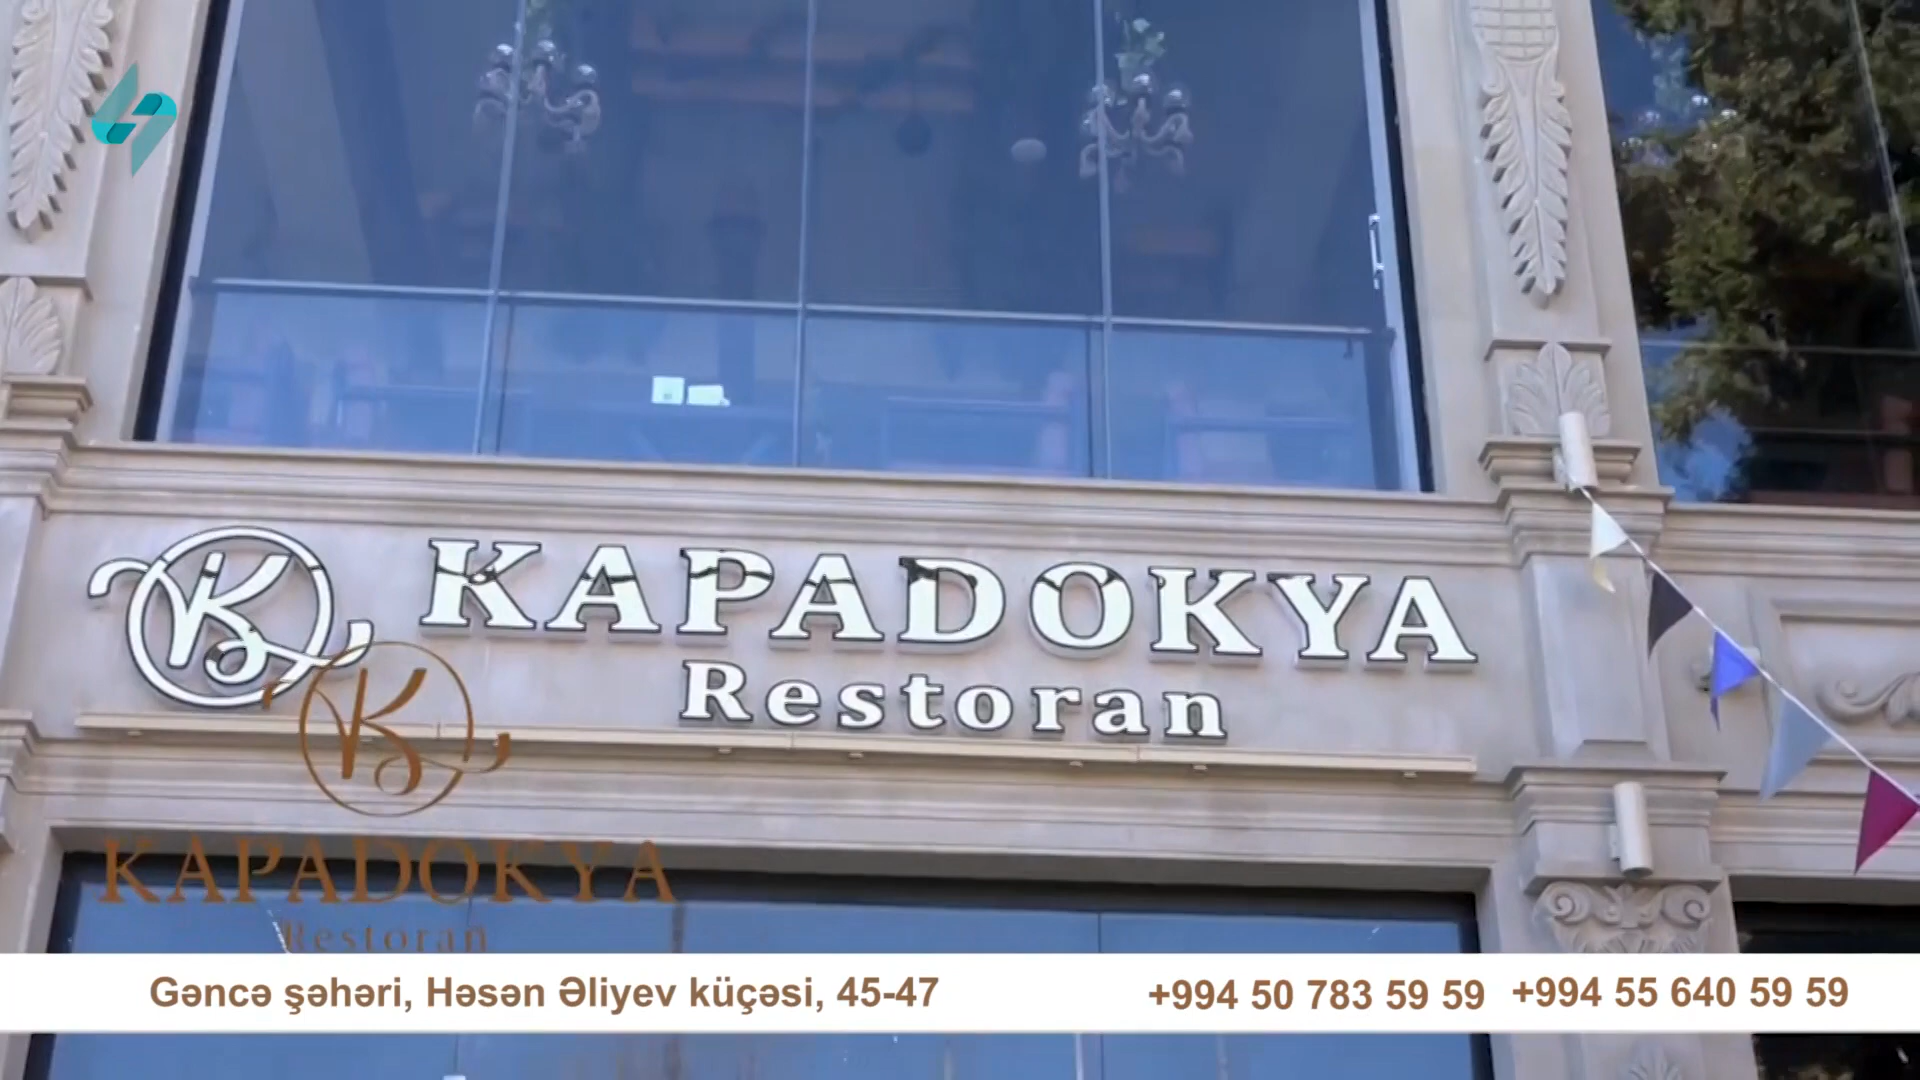 K
KAPADOKYA
Restoran
K
KAPADOKYA
Restoran
Gəncə şəhəri, Həsən Əliyev küçəsi, 45-47
+994 50 783 59 59 +994 55 640 59 59